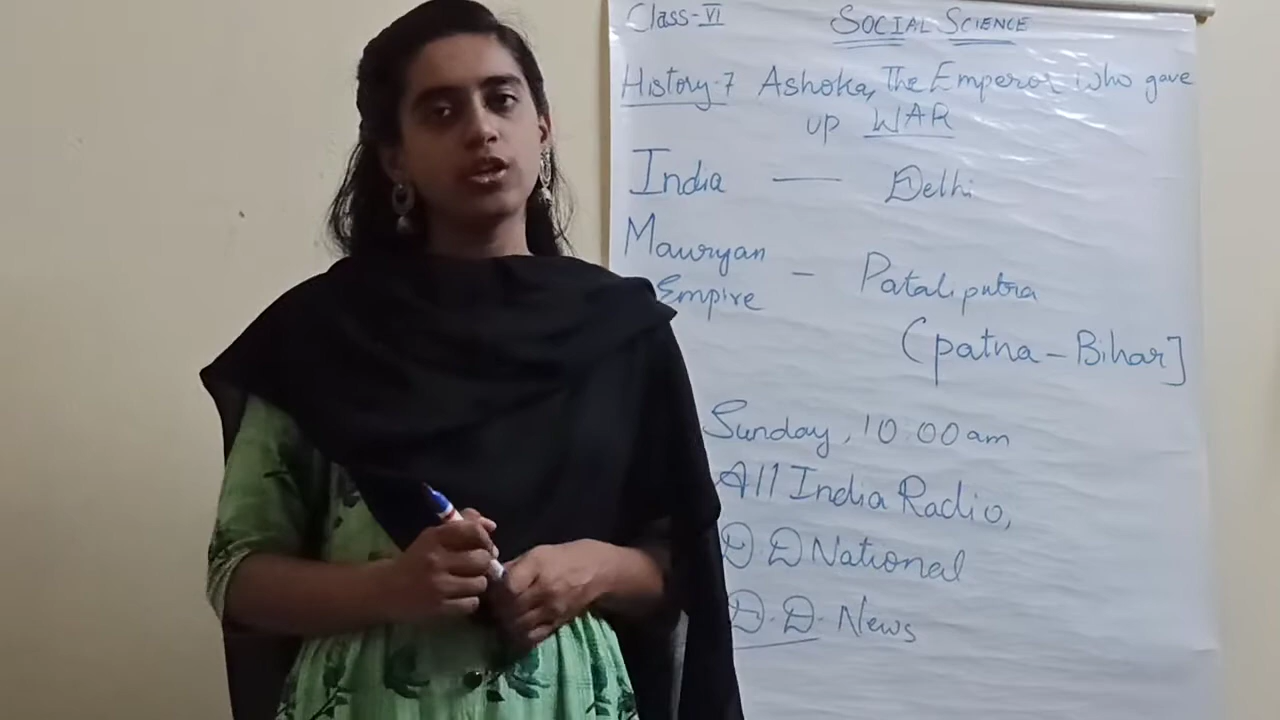 Class-VI SOCIAL SCIENCE
History-7 Ashoka, The Emperor who gave
up WAR
India — Delhi
Mauryan
Empire – Pataliputra
(patna – Bihar]
Sunday, 10 00 am
All India Radio,
D D National
D.D. News